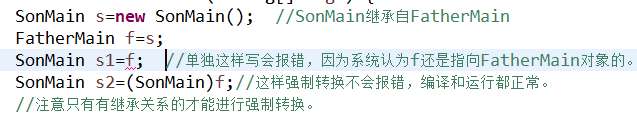 SonMain s=new SonMain();  //SonMain继承自FatherMain
FatherMain f=s;
SonMain s1=f;  //单独这样写会报错，因为系统认为f还是指向FatherMain对象的。
SonMain s2=(SonMain)f;//这样强制转换不会报错，编译和运行都正常。
//注意只有有继承关系的才能进行强制转换。